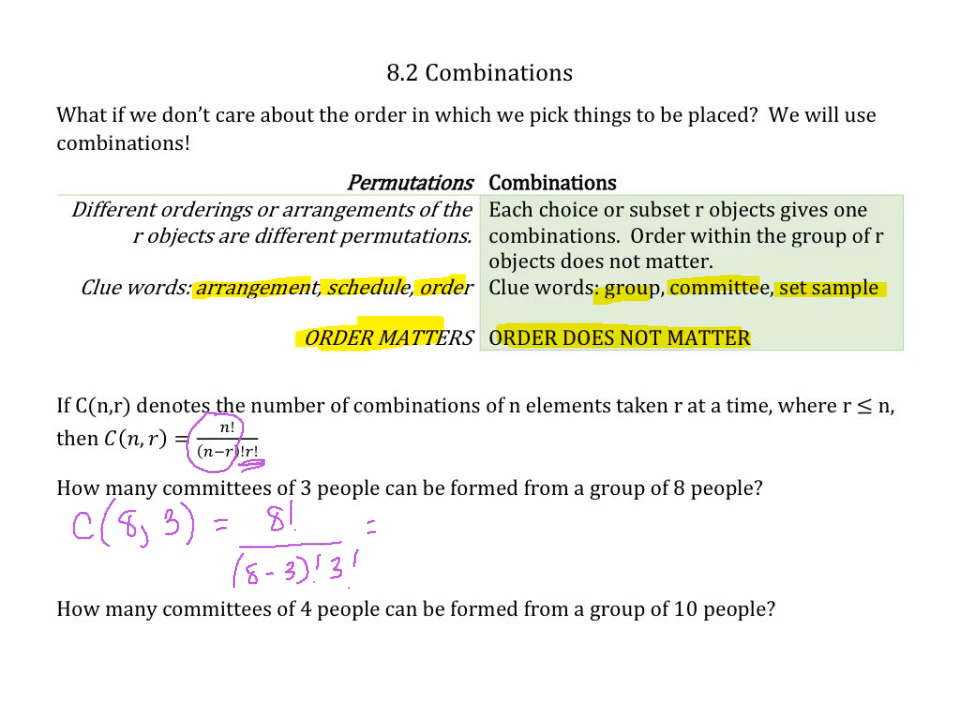 8.2 Combinations
What if we don't care about the order in which we pick things to be placed? We will use
combinations!
Permutations Combinations
Different orderings or arrangements of the Each choice or subset r objects gives one
r objects are different permutations. combinations. Order within the group of r
objects does not matter.
Clue words: arrangement, schedule, order Clue words: group, committee, set sample
ORDER MATTERS ORDER DOES NOT MATTER
If C(n,r) denotes the number of combinations of n elements taken r at a time, where r ≤ n,
then C(n, r) = n!/(n−r)!r!
How many committees of 3 people can be formed from a group of 8 people?
C(8, 3) = 8!/(8-3)!3! =
How many committees of 4 people can be formed from a group of 10 people?